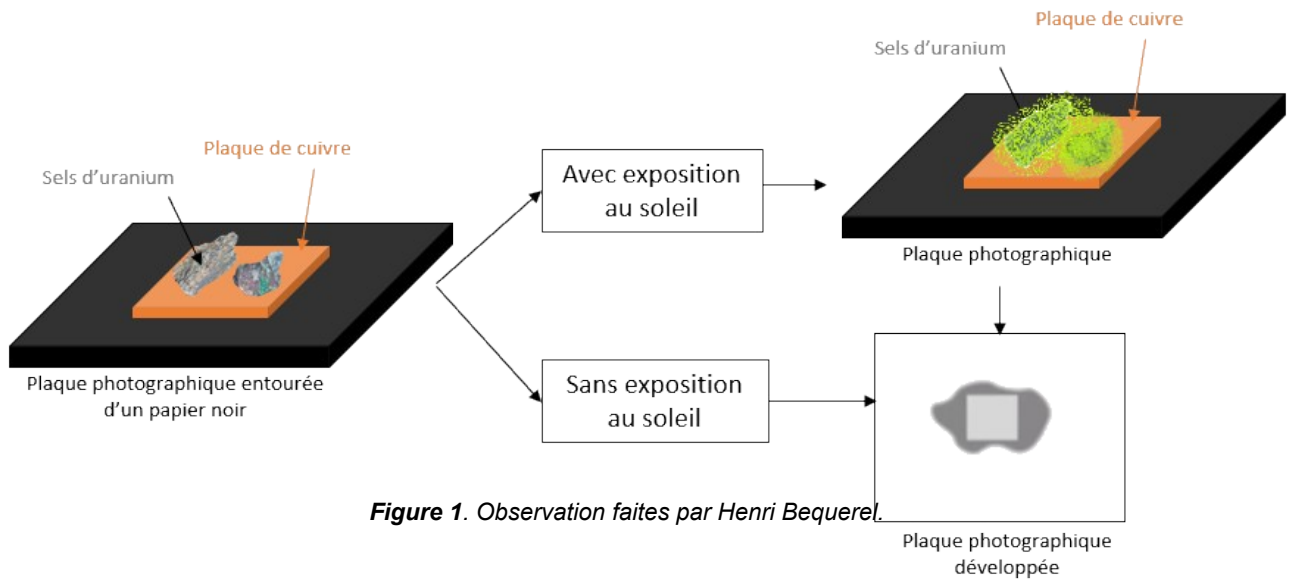 Plaque de cuivre
Sels d'uranium
Plaque photographique entourée
d'un papier noir
Avec exposition
au soleil
Plaque de cuivre
Sels d'uranium
Plaque photographique
Sans exposition
au soleil
Figure 1. Observation faites par Henri Bequerel.
Plaque photographique
développée